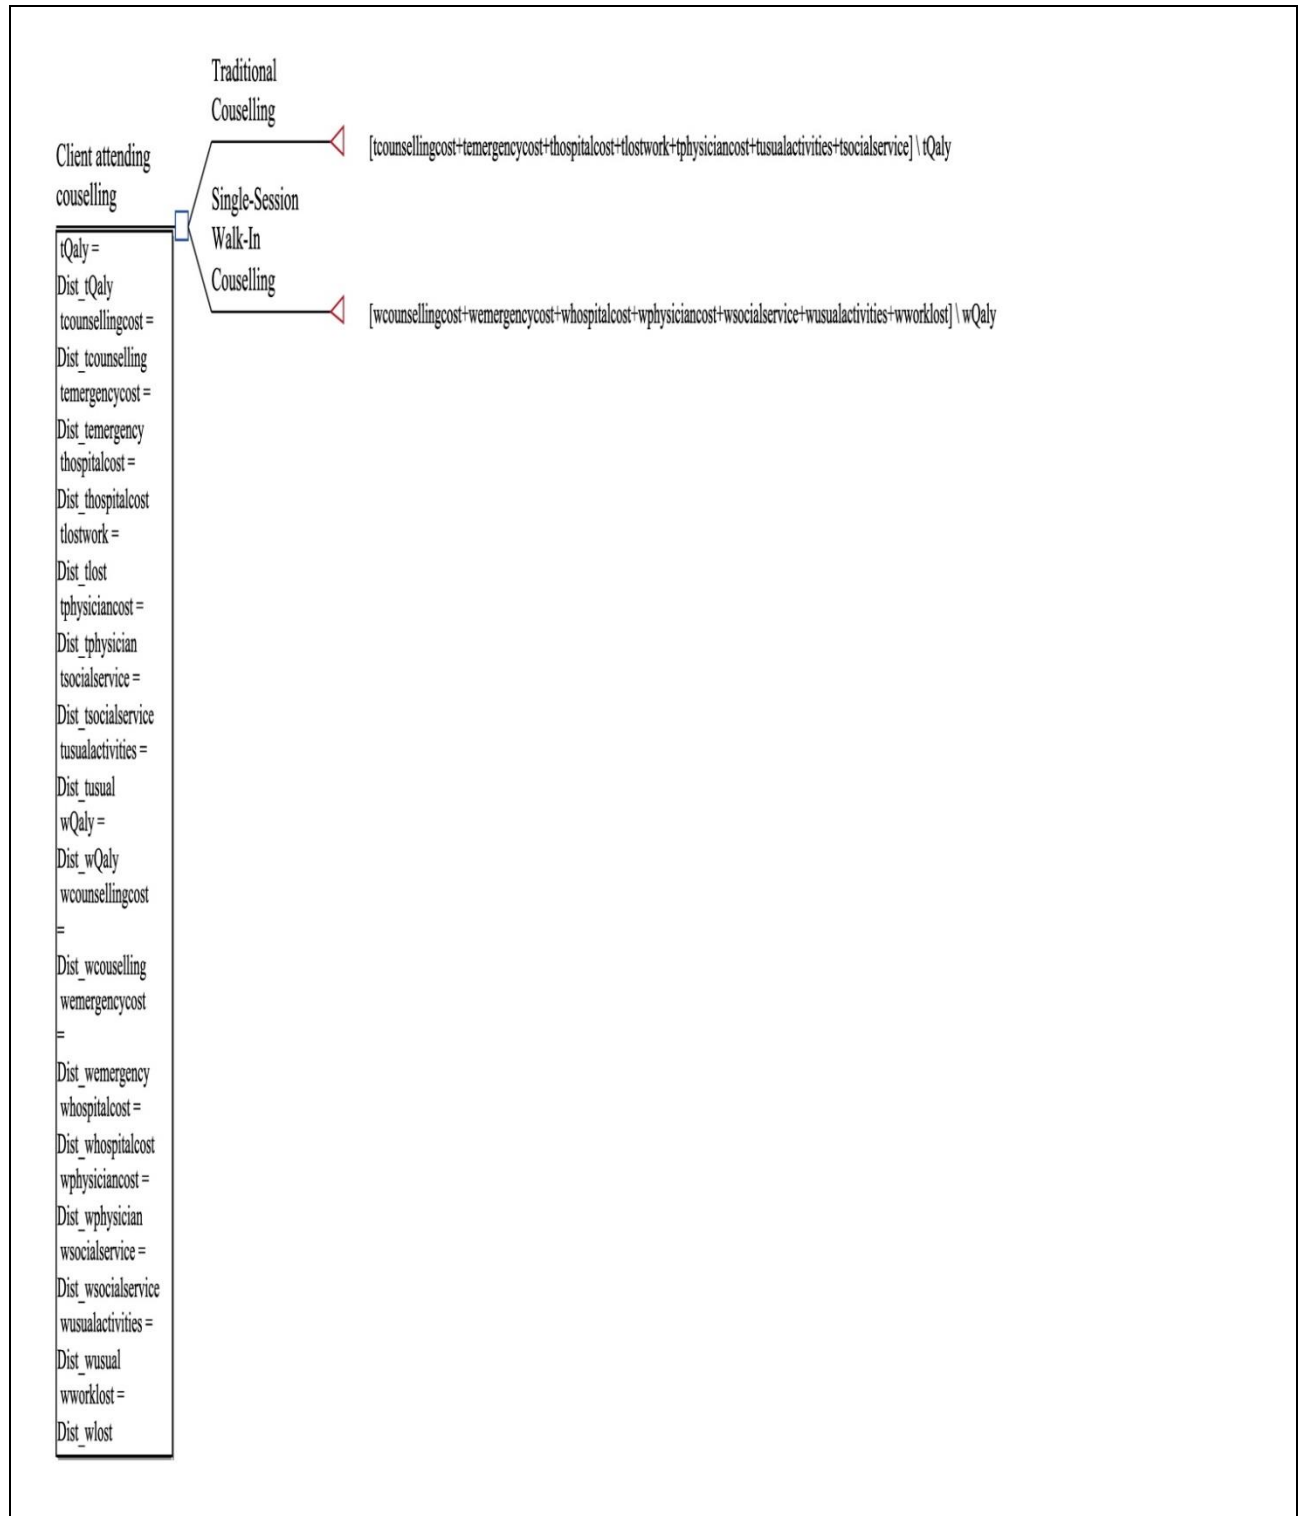 Traditional
Couselling
[tcounsellingcost+temergencycost+thospitalcost+tlostwork+tphysiciancost+tusualactivities+tsocialservice] \ tQaly
Client attending
couselling
Single-Session
Walk-In
Couselling
[wcounsellingcost+wemergencycost+whospitalcost+wphysiciancost+wsocialservice+wusualactivities+wworklost] \ wQaly
tQaly =
Dist_tQaly
tcounsellingcost =
Dist_tcounselling
temergencycost =
Dist_temergency
thospitalcost =
Dist_thospitalcost
tlostwork =
Dist_tlost
tphysiciancost =
Dist_tphysician
tsocialservice =
Dist_tsocialservice
tusualactivities =
Dist_tusual
wQaly =
Dist_wQaly
wcounsellingcost
=
Dist_wcouselling
wemergencycost
=
Dist_wemergency
whospitalcost =
Dist_whospitalcost
wphysiciancost =
Dist_wphysician
wsocialservice =
Dist_wsocialservice
wusualactivities =
Dist_wusual
wworklost =
Dist_wlost